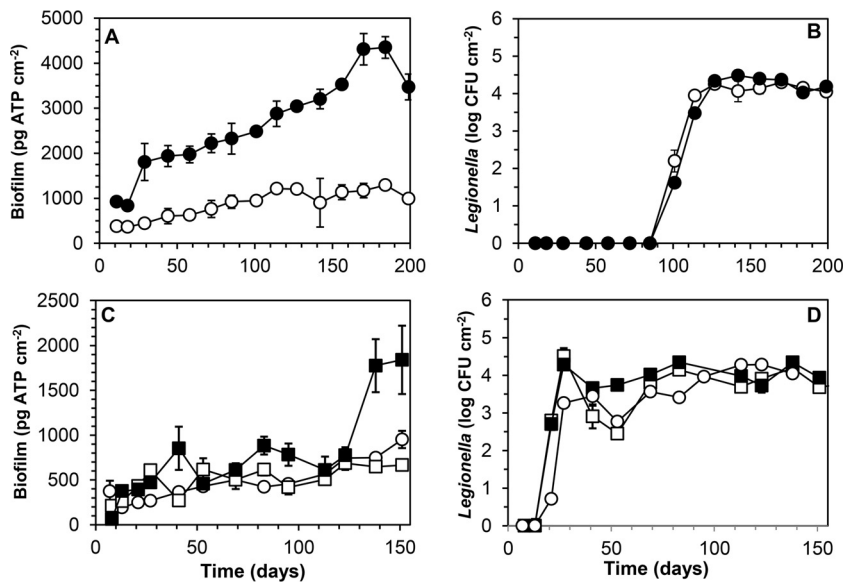 A
Biofilm (pg ATP cm-2)
5000
4000
3000
2000
1000
0
0 50 100 150 200
B
Legionella (log CFU cm-2)
6
5
4
3
2
1
0
0 50 100 150 200
C
Biofilm (pg ATP cm-2)
2500
2000
1500
1000
500
0
0 50 100 150
Time (days)
D
Legionella (log CFU cm-2)
6
5
4
3
2
1
0
0 50 100 150
Time (days)